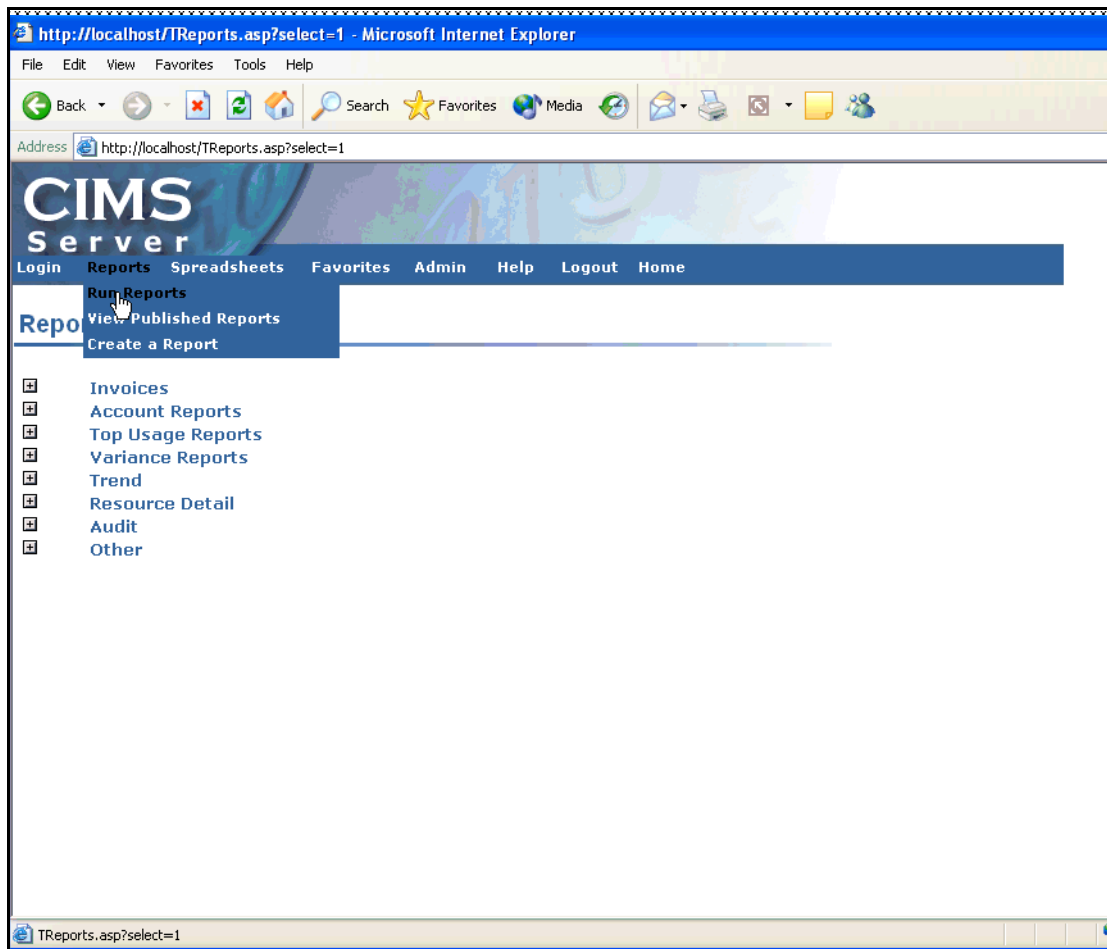 http://localhost/TReports.asp?select=1 - Microsoft Internet Explorer
File Edit View Favorites Tools Help
Back Search Favorites Media
Address http://localhost/TReports.asp?select=1
CIMS
Server
Login Reports Spreadsheets Favorites Admin Help Logout Home
Run Reports
Repo View Published Reports
Create a Report
Invoices
Account Reports
Top Usage Reports
Variance Reports
Trend
Resource Detail
Audit
Other
TReports.asp?select=1